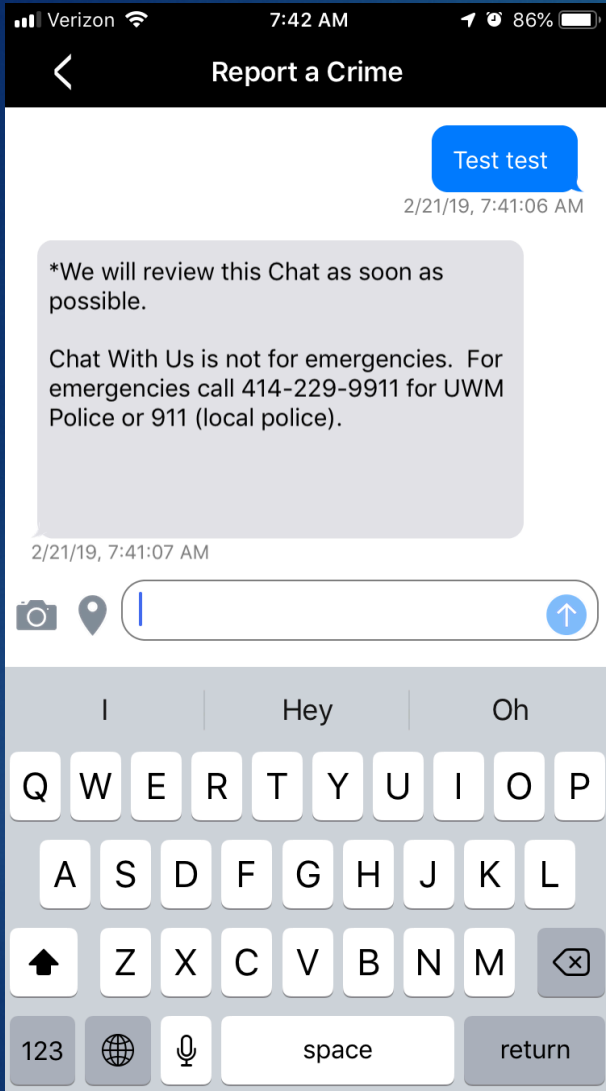 Verizon 7:42 AM 86%
Report a Crime
Test test
2/21/19, 7:41:06 AM
*We will review this Chat as soon as
possible.
Chat With Us is not for emergencies.  For
emergencies call 414-229-9911 for UWM
Police or 911 (local police).
2/21/19, 7:41:07 AM
I Hey Oh
Q W E R T Y U I O P
A S D F G H J K L
Z X C V B N M
123 space return